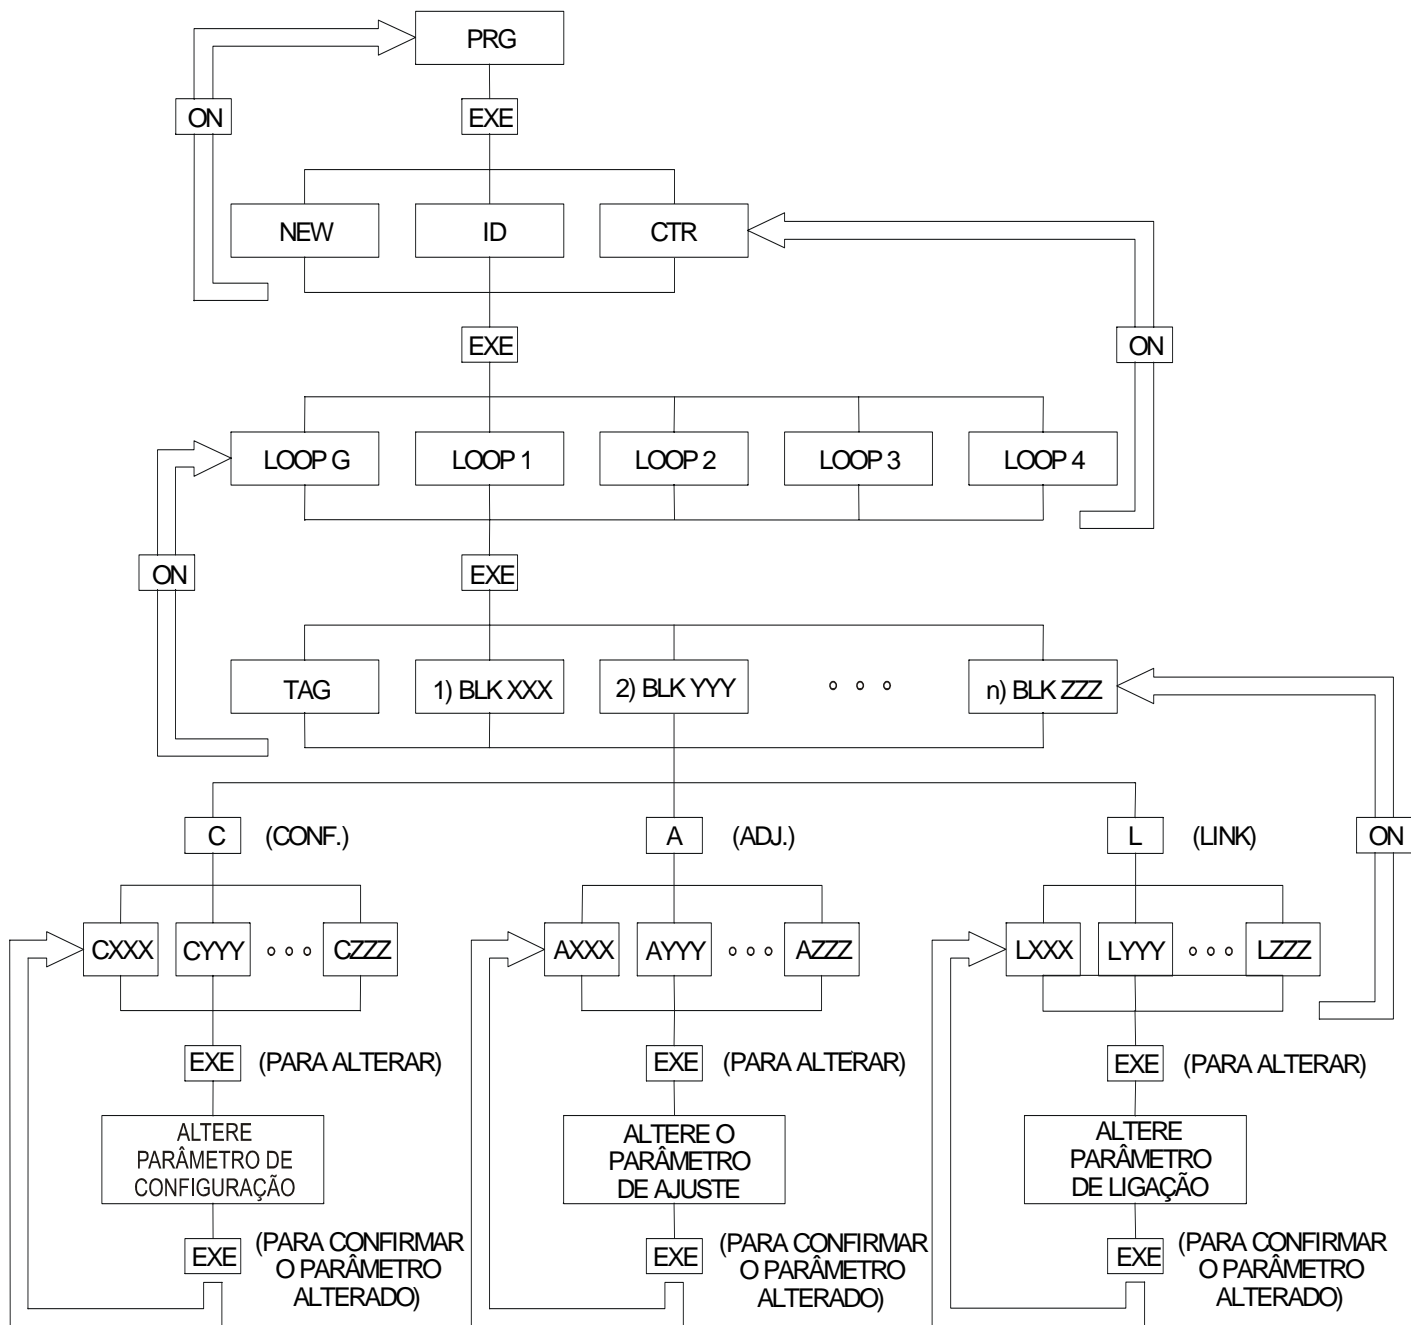 PRG
ON
EXE
NEW
ID
CTR
EXE
ON
LOOP G
LOOP 1
LOOP 2
LOOP 3
LOOP 4
ON
EXE
TAG
1) BLK XXX
2) BLK YYY
n) BLK ZZZ
C
(CONF.)
A
(ADJ.)
L
(LINK)
ON
CXXX
CYYY
CZZZ
AXXX
AYYY
AZZZ
LXXX
LYYY
LZZZ
EXE
(PARA ALTERAR)
EXE
(PARA ALTERAR)
EXE
(PARA ALTERAR)
ALTERE
PARÂMETRO DE
CONFIGURAÇÃO
ALTERE O
PARÂMETRO
DE AJUSTE
ALTERE
PARÂMETRO
DE LIGAÇÃO
EXE
(PARA CONFIRMAR
O PARÂMETRO
ALTERADO)
EXE
(PARA CONFIRMAR
O PARÂMETRO
ALTERADO)
EXE
(PARA CONFIRMAR
O PARÂMETRO
ALTERADO)